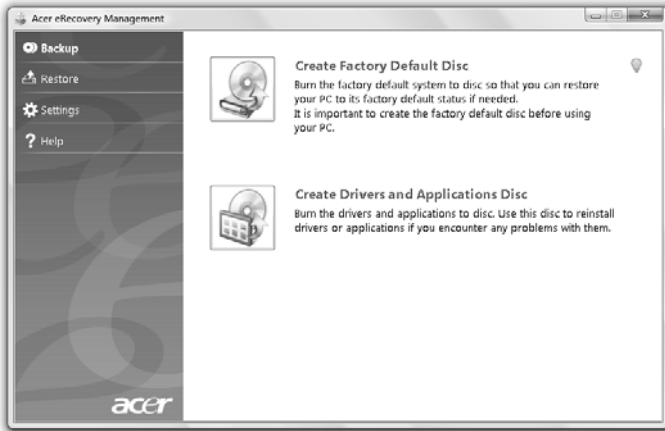 Acer eRecovery Management
Backup
Restore
Settings
Help
Create Factory Default Disc
Burn the factory default system to disc so that you can restore
your PC to its factory default status if needed.
It is important to create the factory default disc before using
your PC.
Create Drivers and Applications Disc
Burn the drivers and applications to disc. Use this disc to reinstall
drivers or applications if you encounter any problems with them.
acer